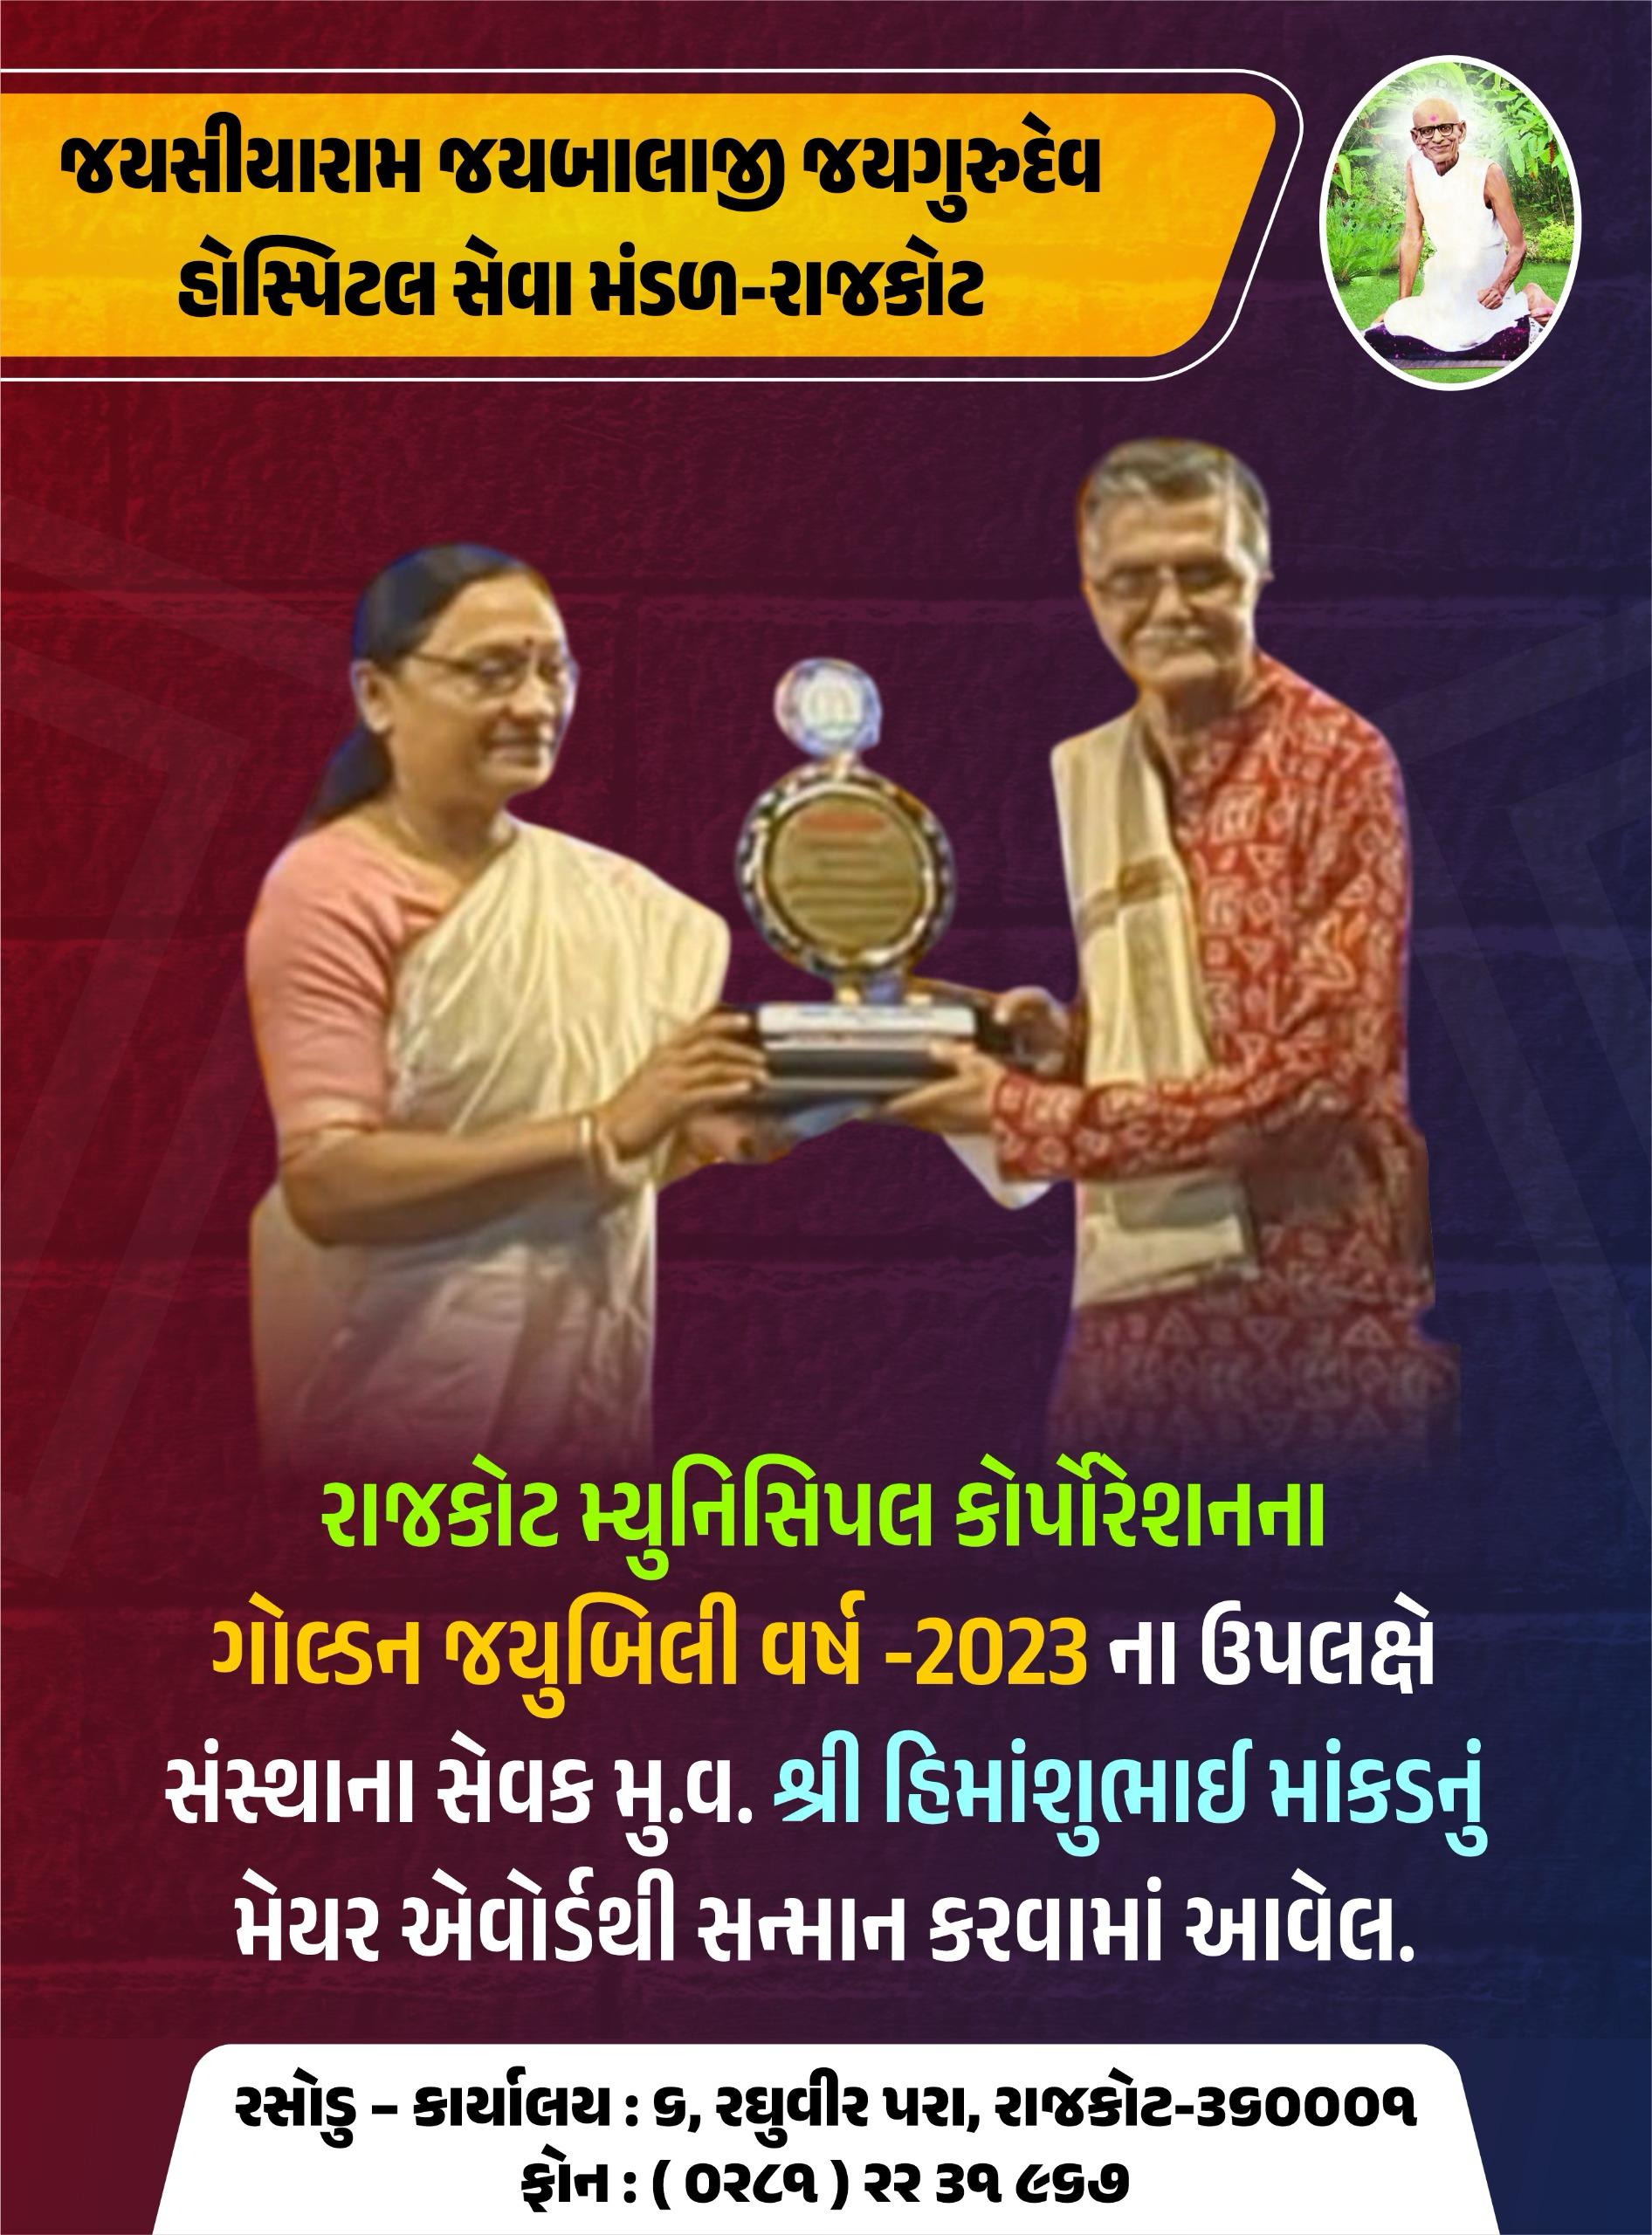 જયસીયારામ જયબાલાજી જયગુરુદેવ
હોસ્પિટલ સેવા મંડળ-રાજકોટ
રાજકોટ મ્યુનિસિપલ કોર્પોરેશનના
ગોલ્ડન જયુબિલી વર્ષ -2023 ના ઉપલક્ષે
સંસ્થાના સેવક મુ.વ. શ્રી હિમાંશુભાઈ માંકડનું
મેયર એવોર્ડથી સન્માન કરવામાં આવેલ.
રસોડુ – કાર્યાલય : ૬, રઘુવીર પરા, રાજકોટ-૩૬૦૦૦૧
ફોન : ( ૦૨૮૧ ) ૨૨ ૩૧ ૯૬૭